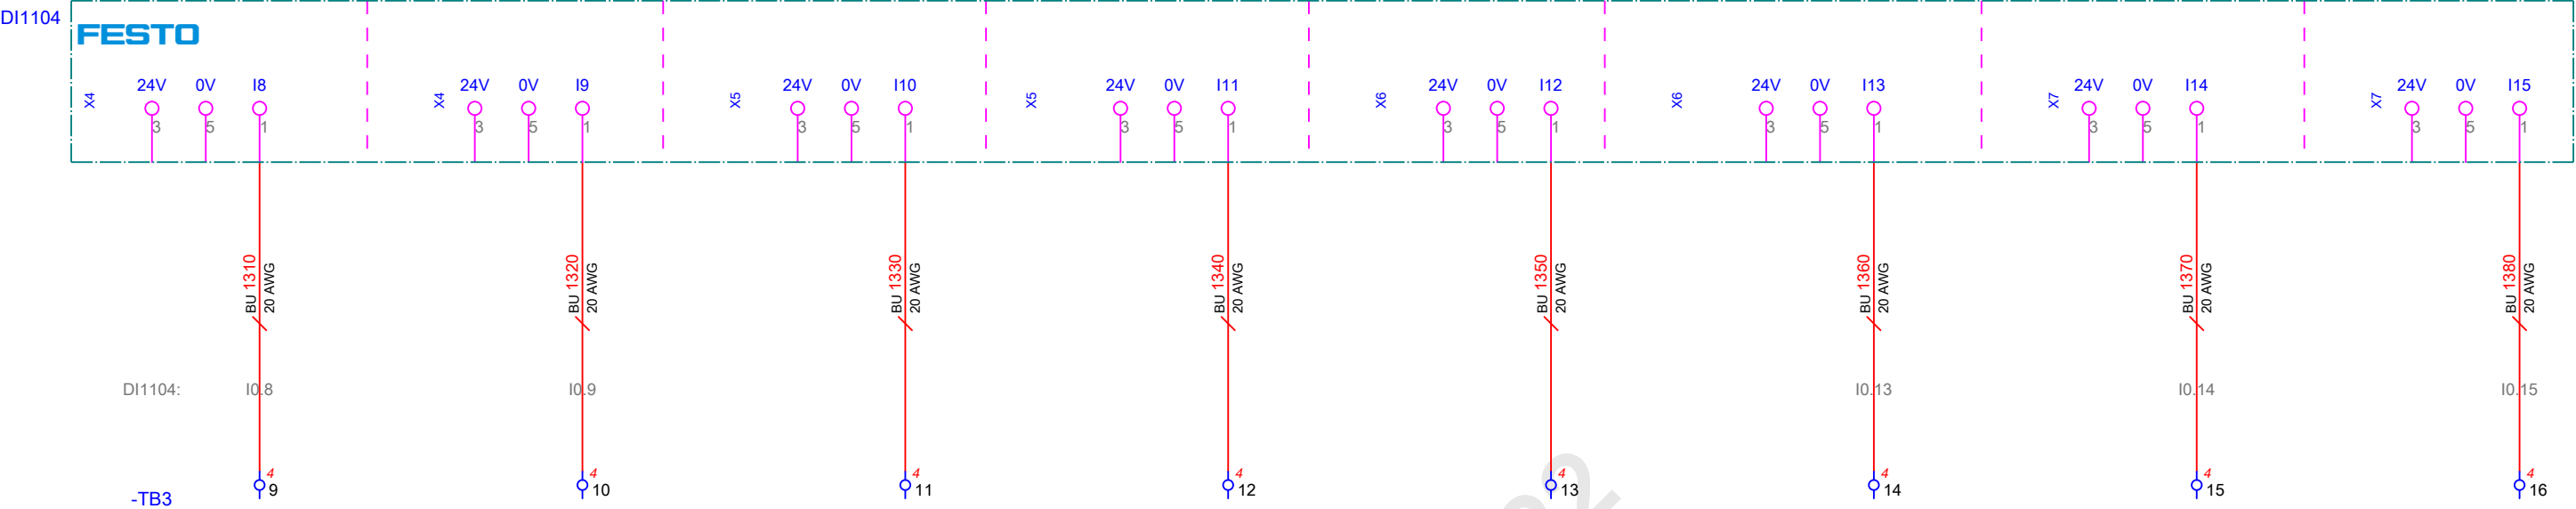 DI1104
FESTO
24V 0V I8 24V 0V I9 24V 0V I10 24V 0V I11 24V 0V I12 24V 0V I13 24V 0V I14 24V 0V I15
X4 X4 X5 X5 X6 X6 X7 X7
3 5 1 3 5 1 3 5 1 3 5 1 3 5 1 3 5 1 3 5 1 3 5 1
BU 1310
20 AWG
BU 1320
20 AWG
BU 1330
20 AWG
BU 1340
20 AWG
BU 1350
20 AWG
BU 1360
20 AWG
BU 1370
20 AWG
BU 1380
20 AWG
DI1104: I0.8 I0.9 I0.13 I0.14 I0.15
4 4 4 4 4 4 4 4
-TB3 9 10 11 12 13 14 15 16